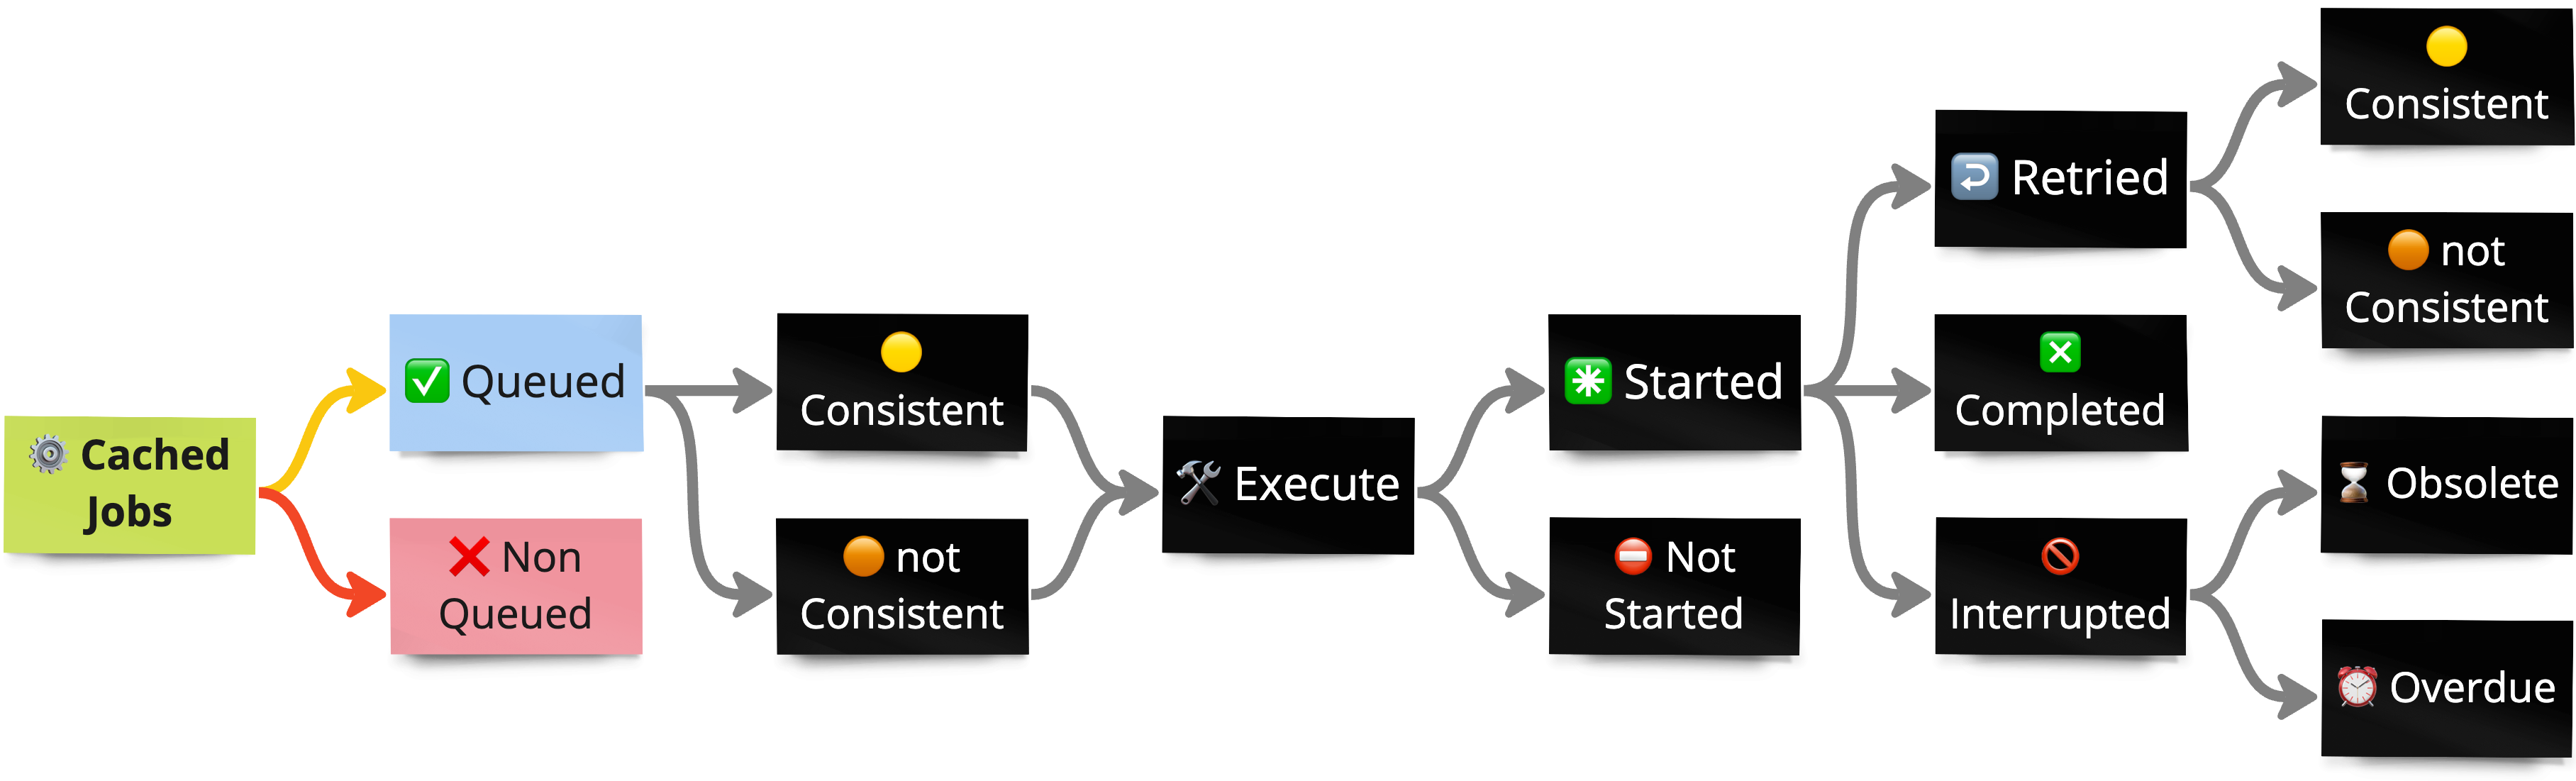 Cached
Jobs
Queued
Non
Queued
Consistent
not
Consistent
Execute
Started
Not
Started
Retried
Completed
Interrupted
Consistent
not
Consistent
Obsolete
Overdue